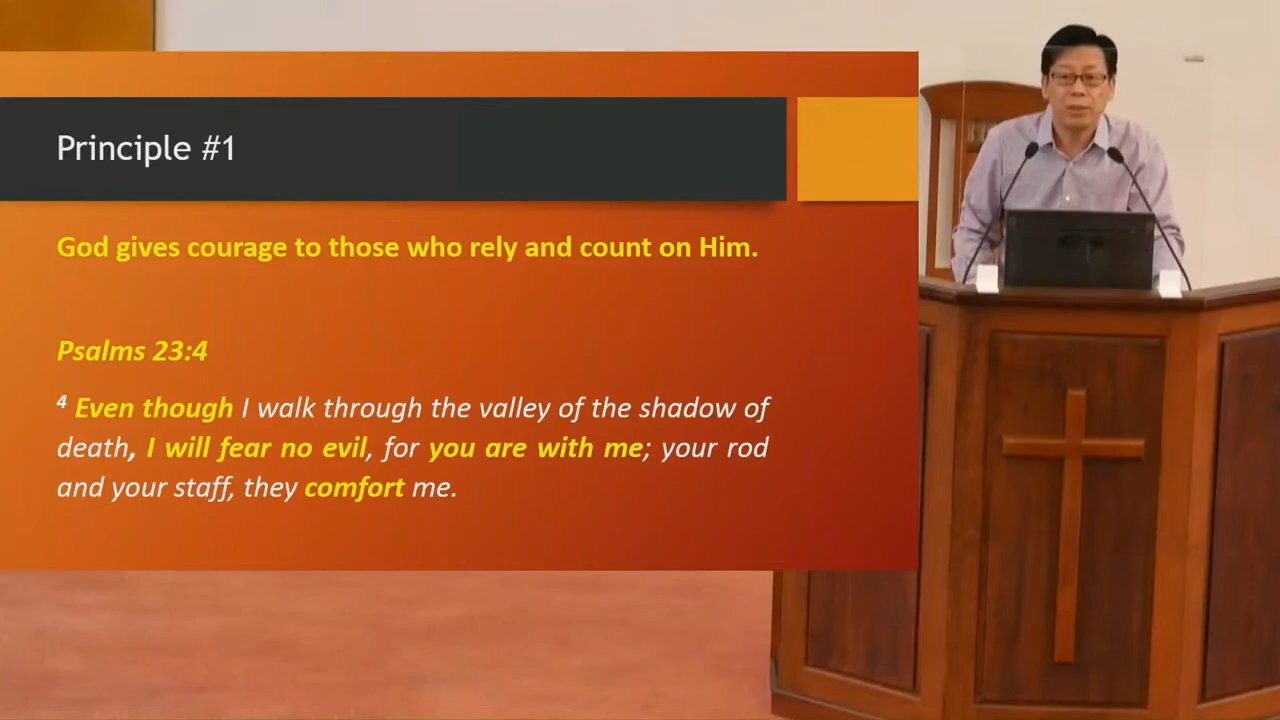 Principle #1
God gives courage to those who rely and count on Him.
Psalms 23:4
4 Even though I walk through the valley of the shadow of
death, I will fear no evil, for you are with me; your rod
and your staff, they comfort me.